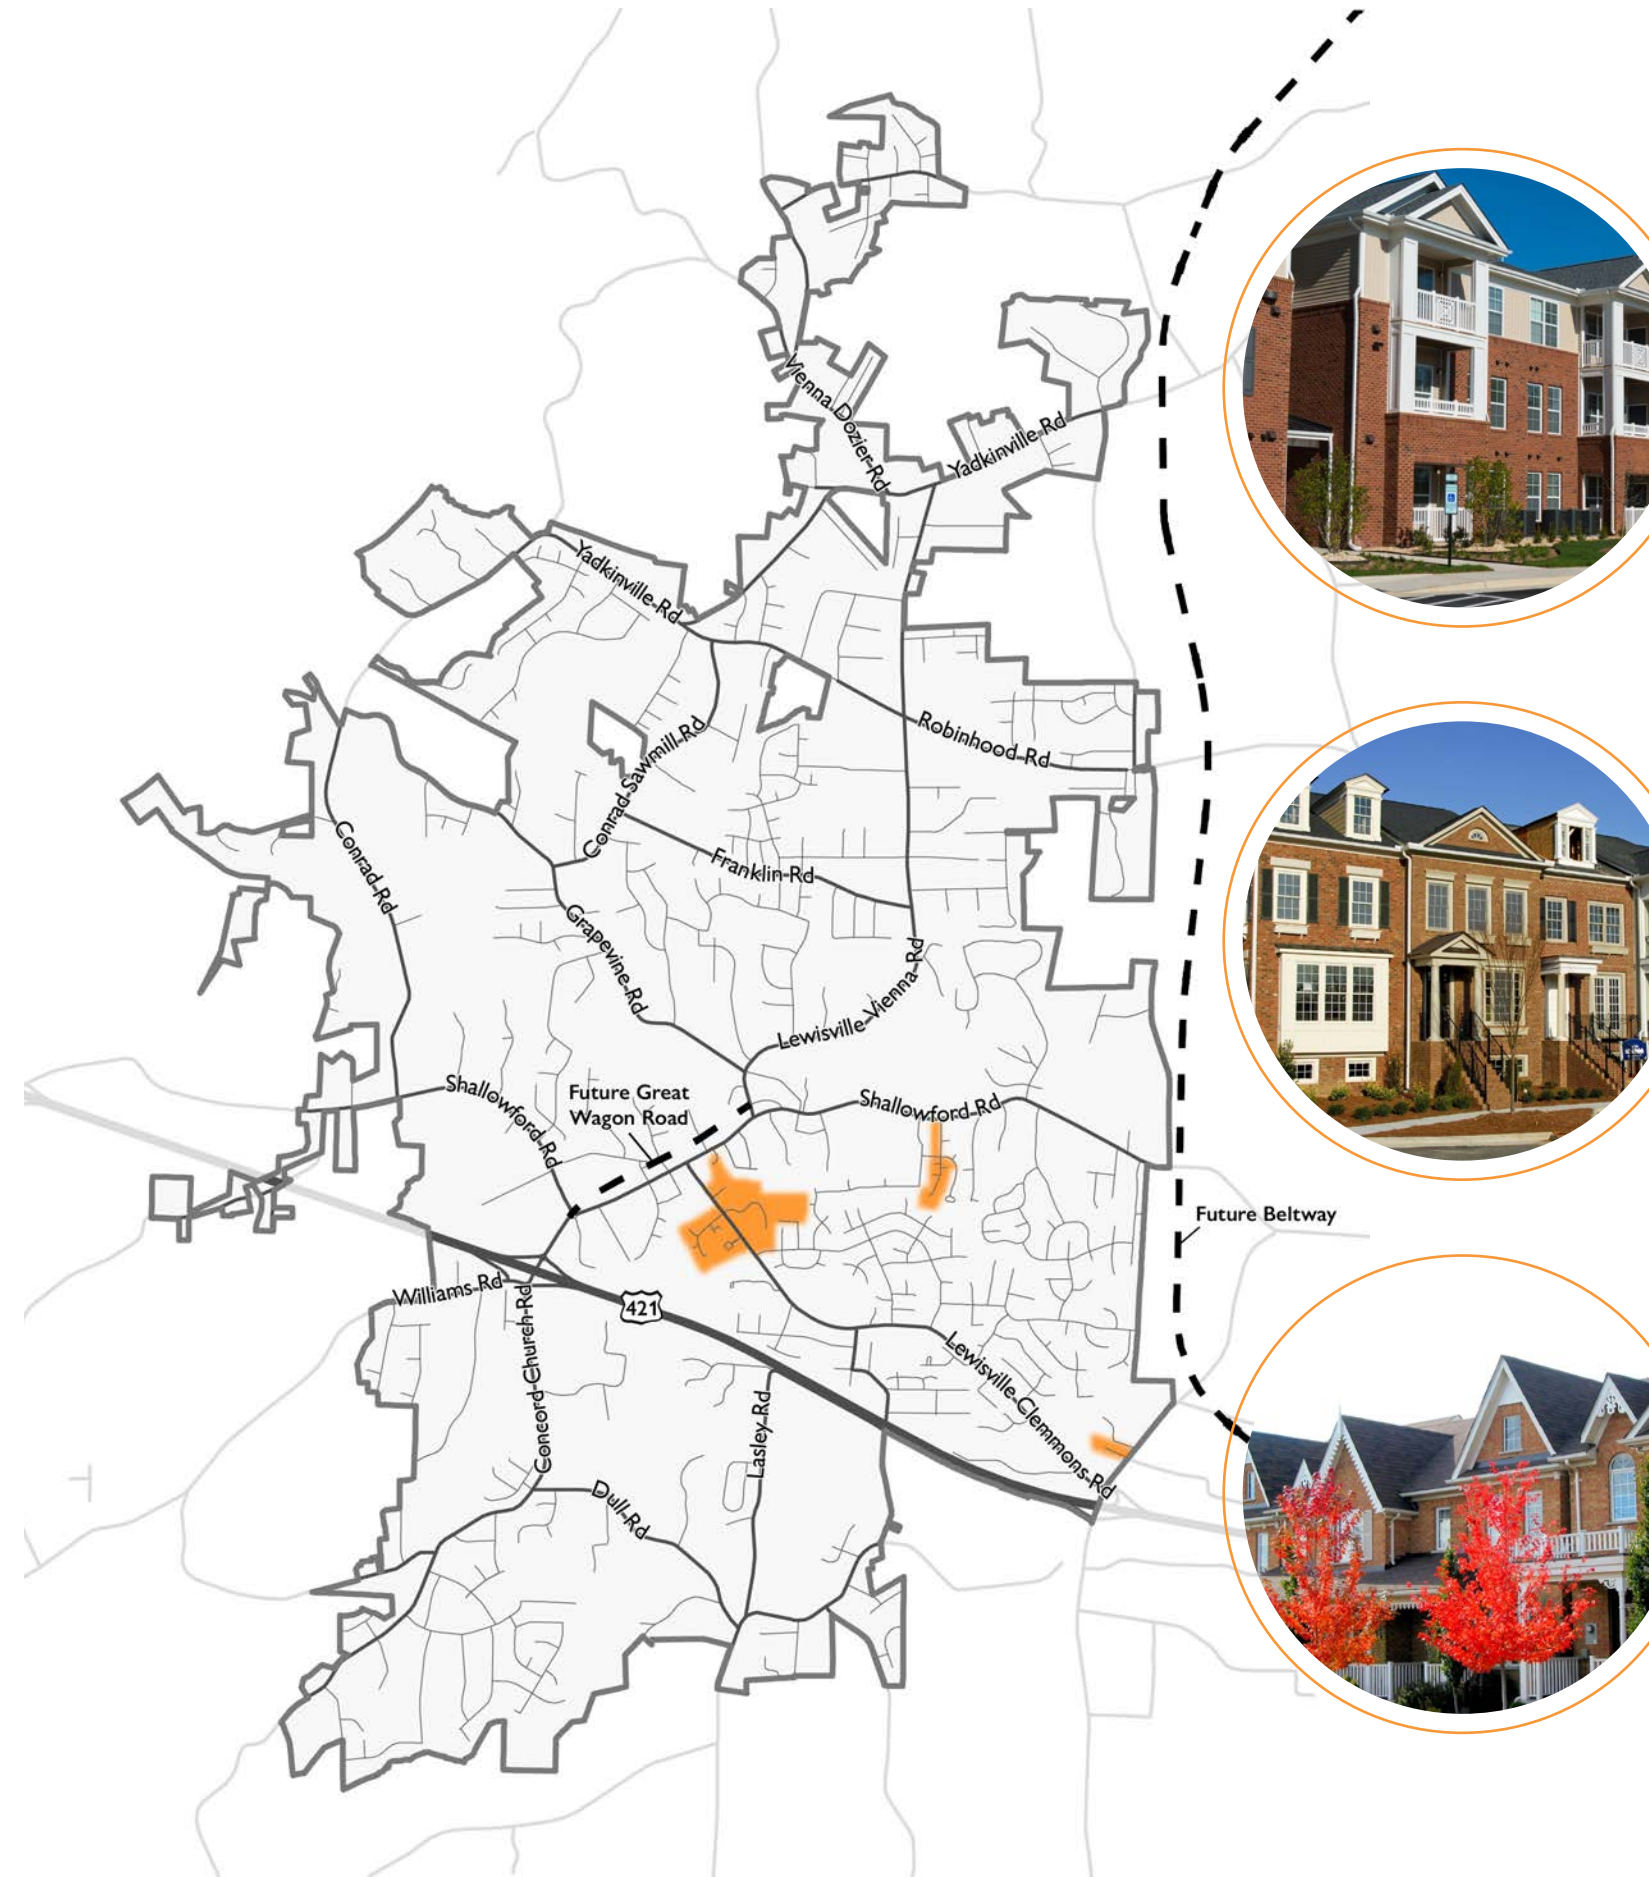 Vienna Dozier Rd
Yadkinville Rd
Yadkinville Rd
Robinhood Rd
Conrad Sawmill Rd
Conrad Rd
Franklin Rd
Grapevine Rd
Lewisville Vienna Rd
Shallowford Rd
Future Great
Wagon Road
Shallowford Rd
Future Beltway
Williams Rd
421
Concord Church Rd
Lewisville Clemmons Rd
Lasley Rd
Dull Rd